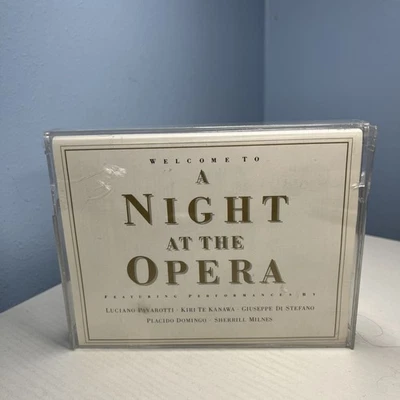 WELCOME TO
A
NIGHT
AT THE
OPERA
FEATURING PERFORMANCES BY
LUCIANO PAVAROTTI · KIRI TE KANAWA · GIUSEPPE DI STEFANO
PLACIDO DOMINGO · SHERRILL MILNES